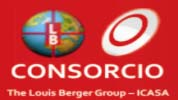 LB
CONSORCIO
The Louis Berger Group – ICASA